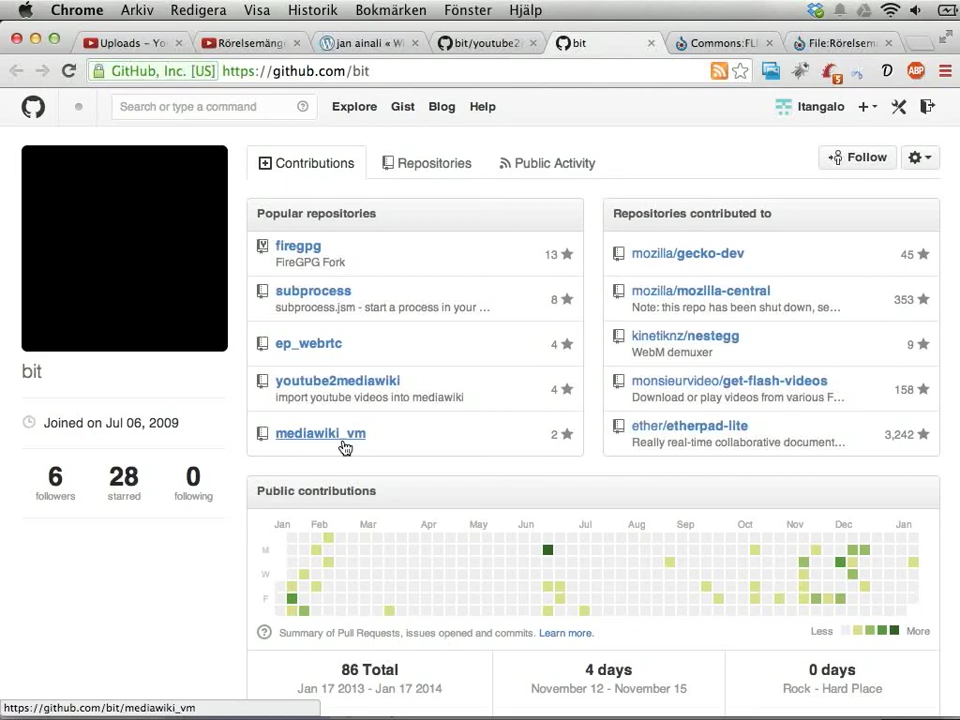 Chrome Arkiv Redigera Visa Historik Bokmärken Fönster Hjälp
Uploads – Yo
Rörelsemäng
jan ainali « Wi
bit/youtube2
bit
Commons:FLI
File:Rörelsem
GitHub, Inc. [US] https://github.com/bit
5
D
ABP
Search or type a command
Explore Gist Blog Help
Itangalo
Contributions
Repositories
Public Activity
Follow
Popular repositories
firegpg
FireGPG Fork
13
subprocess
subprocess.jsm - start a process in your ...
8
ep_webrtc
4
youtube2mediawiki
import youtube videos into mediawiki
4
mediawiki_vm
2
Repositories contributed to
mozilla/gecko-dev
45
mozilla/mozilla-central
Note: this repo has been shut down, se...
353
kinetiknz/nestegg
WebM demuxer
9
monsieurvideo/get-flash-videos
Download or play videos from various F...
158
ether/etherpad-lite
Really real-time collaborative document...
3,242
bit
Joined on Jul 06, 2009
6 followers
28 starred
0 following
Public contributions
Jan Feb Mar Apr May Jun Jul Aug Sep Oct Nov Dec Jan
M
W
F
Summary of Pull Requests, issues opened and commits. Learn more.
Less More
86 Total
Jan 17 2013 - Jan 17 2014
4 days
November 12 - November 15
0 days
Rock - Hard Place
https://github.com/bit/mediawiki_vm